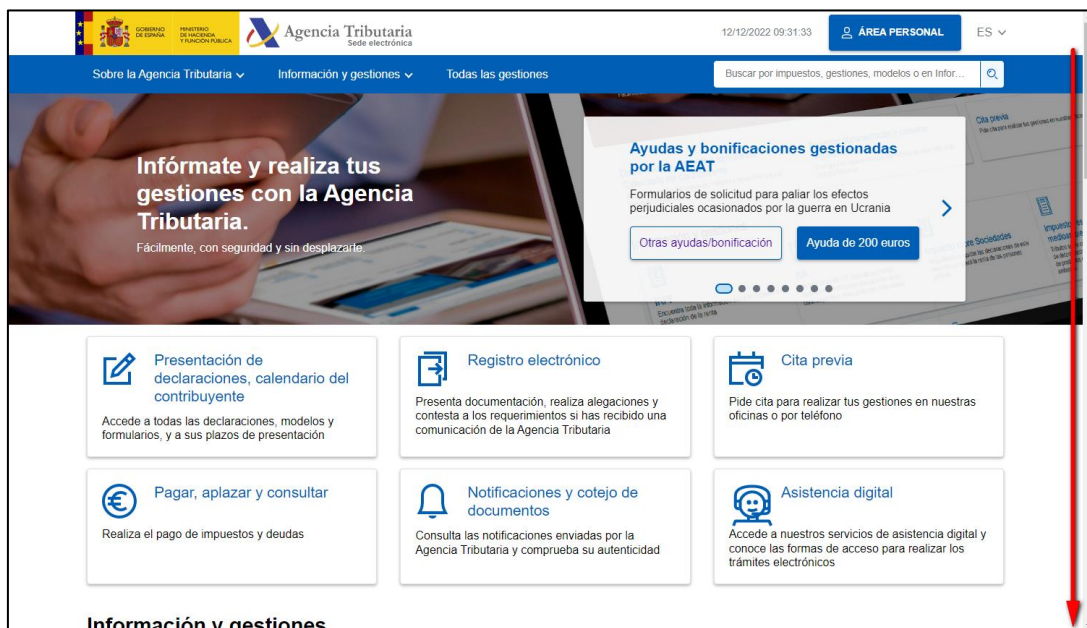 GOBIERNO
DE ESPAÑA
MINISTERIO
DE HACIENDA
Y FUNCIÓN PÚBLICA
Agencia Tributaria
Sede electrónica
12/12/2022 09:31:33
ÁREA PERSONAL
ES
Sobre la Agencia Tributaria
Información y gestiones
Todas las gestiones
Buscar por impuestos, gestiones, modelos o en Infor...
Infórmate y realiza tus
gestiones con la Agencia
Tributaria.
Fácilmente, con seguridad y sin desplazarte.
Ayudas y bonificaciones gestionadas
por la AEAT
Formularios de solicitud para paliar los efectos
perjudiciales ocasionados por la guerra en Ucrania
Otras ayudas/bonificación
Ayuda de 200 euros
Cita previa
Sociedades
Presentación de
declaraciones, calendario del
contribuyente
Accede a todas las declaraciones, modelos y
formularios, y a sus plazos de presentación
Registro electrónico
Presenta documentación, realiza alegaciones y
contesta a los requerimientos si has recibido una
comunicación de la Agencia Tributaria
Cita previa
Pide cita para realizar tus gestiones en nuestras
oficinas o por teléfono
Pagar, aplazar y consultar
Realiza el pago de impuestos y deudas
Notificaciones y cotejo de
documentos
Consulta las notificaciones enviadas por la
Agencia Tributaria y comprueba su autenticidad
Asistencia digital
Accede a nuestros servicios de asistencia digital y
conoce las formas de acceso para realizar los
trámites electrónicos
Información y gestiones